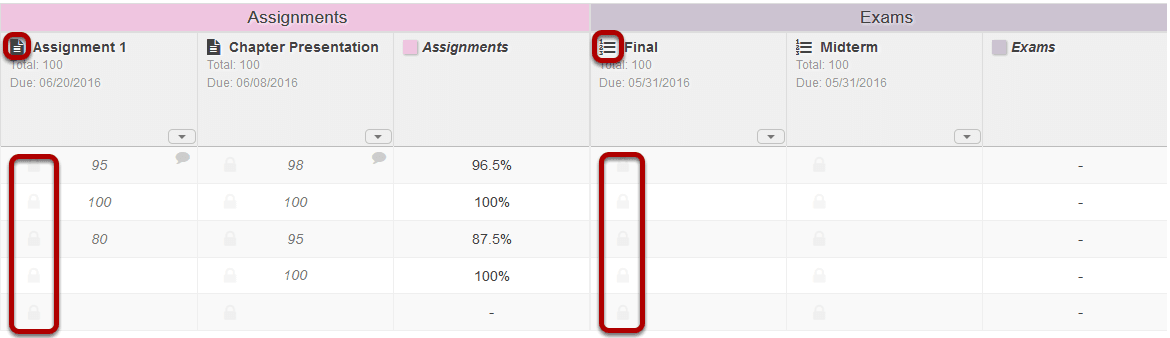 Assignments Exams
Assignment 1 Chapter Presentation Assignments Final Midterm Exams
Total: 100 Total: 100 Total: 100 Total: 100
Due: 06/20/2016 Due: 06/08/2016 Due: 05/31/2016 Due: 05/31/2016
95 98 96.5% -
100 100 100% -
80 95 87.5% -
100 100% -
- -